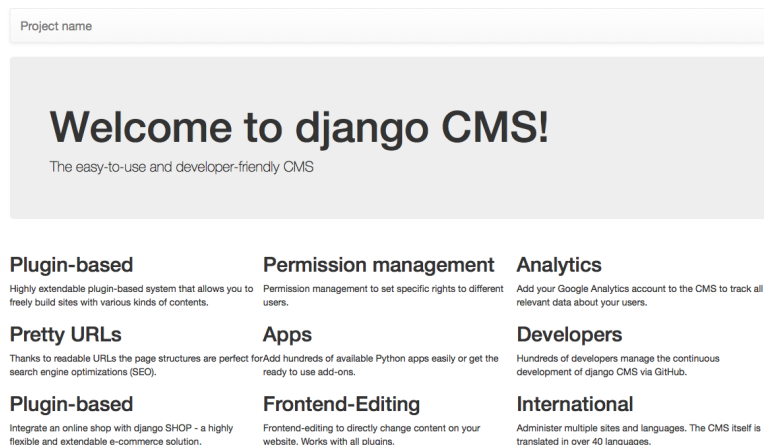 Project name
Welcome to django CMS!
The easy-to-use and developer-friendly CMS
Plugin-based
Highly extendable plugin-based system that allows you to
freely build sites with various kinds of contents.
Permission management
Permission management to set specific rights to different
users.
Analytics
Add your Google Analytics account to the CMS to track all
relevant data about your users.
Pretty URLs
Thanks to readable URLs the page structures are perfect for
search engine optimizations (SEO).
Apps
Add hundreds of available Python apps easily or get the
ready to use add-ons.
Developers
Hundreds of developers manage the continuous
development of django CMS via GitHub.
Plugin-based
Integrate an online shop with django SHOP - a highly
flexible and extendable e-commerce solution.
Frontend-Editing
Frontend-editing to directly change content on your
website. Works with all plugins.
International
Administer multiple sites and languages. The CMS itself is
translated in over 40 languages.